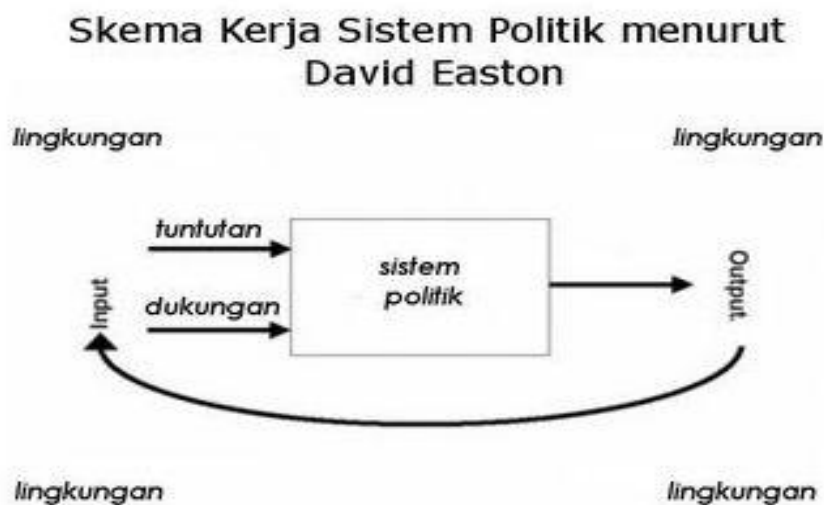 Skema Kerja Sistem Politik menurut
David Easton
lingkungan
lingkungan
tuntutan
Input
dukungan
sistem
politik
Output
lingkungan
lingkungan